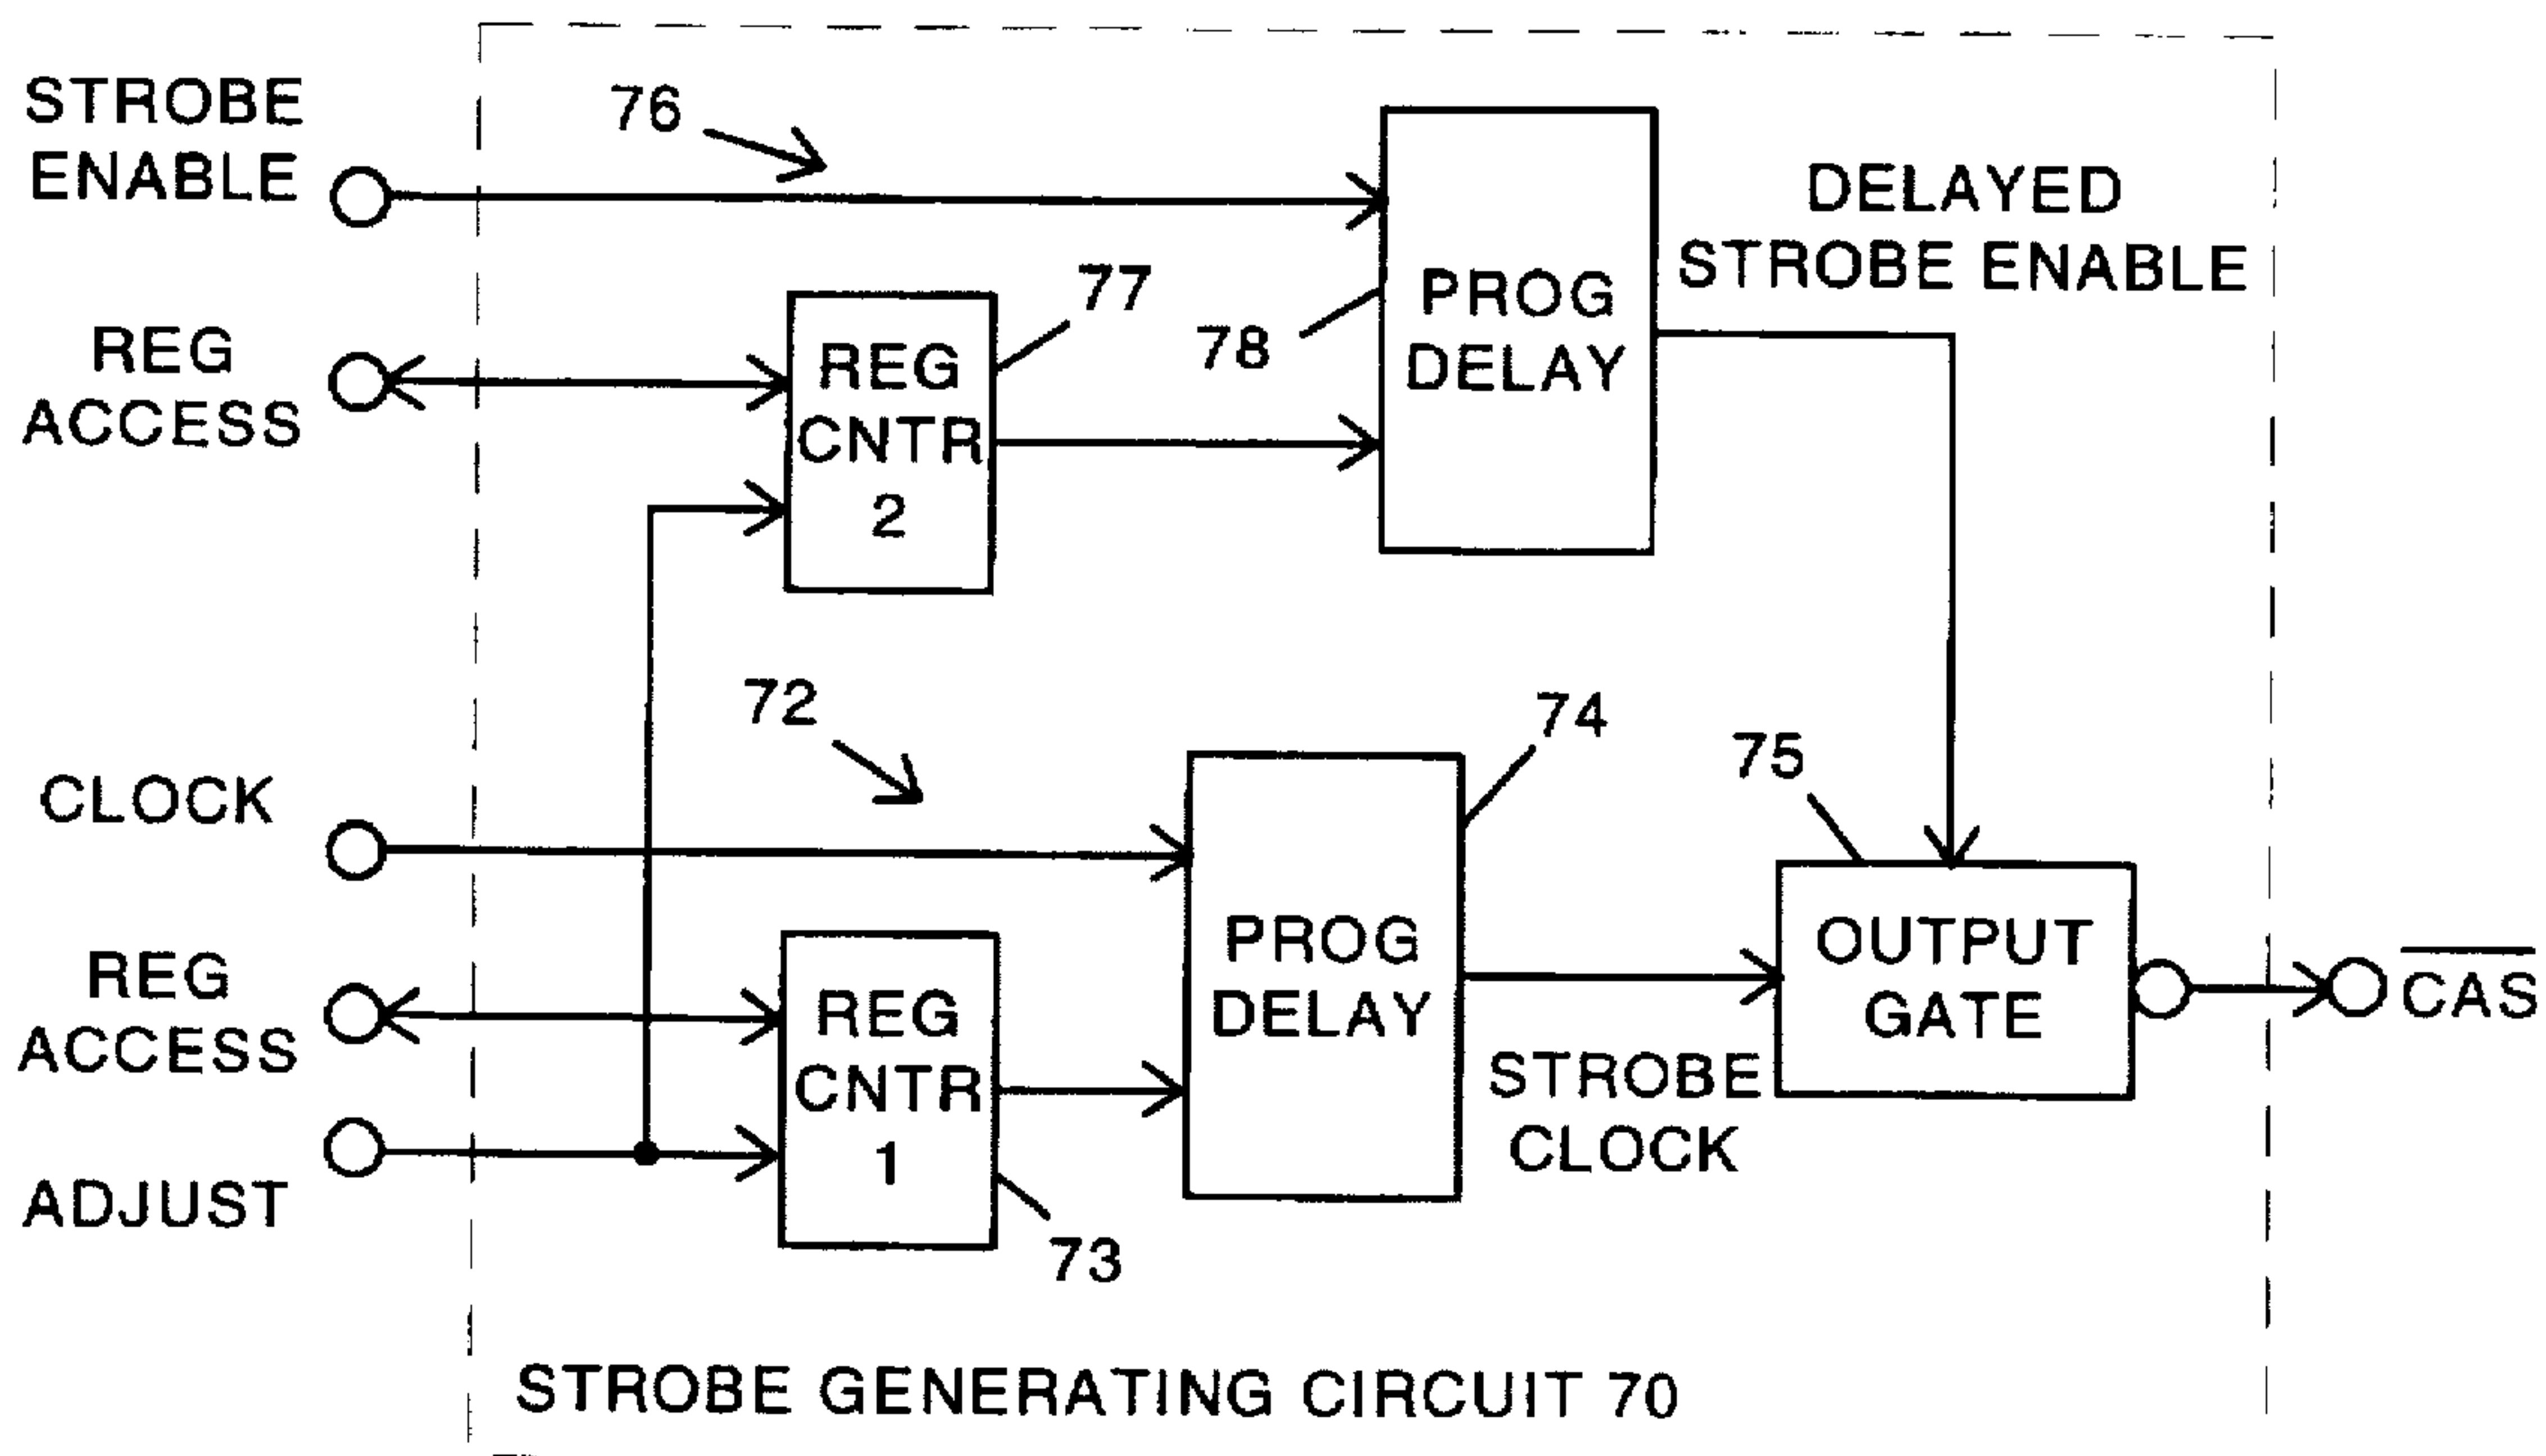 STROBE
ENABLE
76
DELAYED
STROBE ENABLE
77
78
PROG
DELAY
REG
ACCESS
REG
CNTR
2
72
74
75
CLOCK
REG
ACCESS
REG
CNTR
1
PROG
DELAY
OUTPUT
GATE
CAS
STROBE
CLOCK
ADJUST
73
STROBE GENERATING CIRCUIT 70